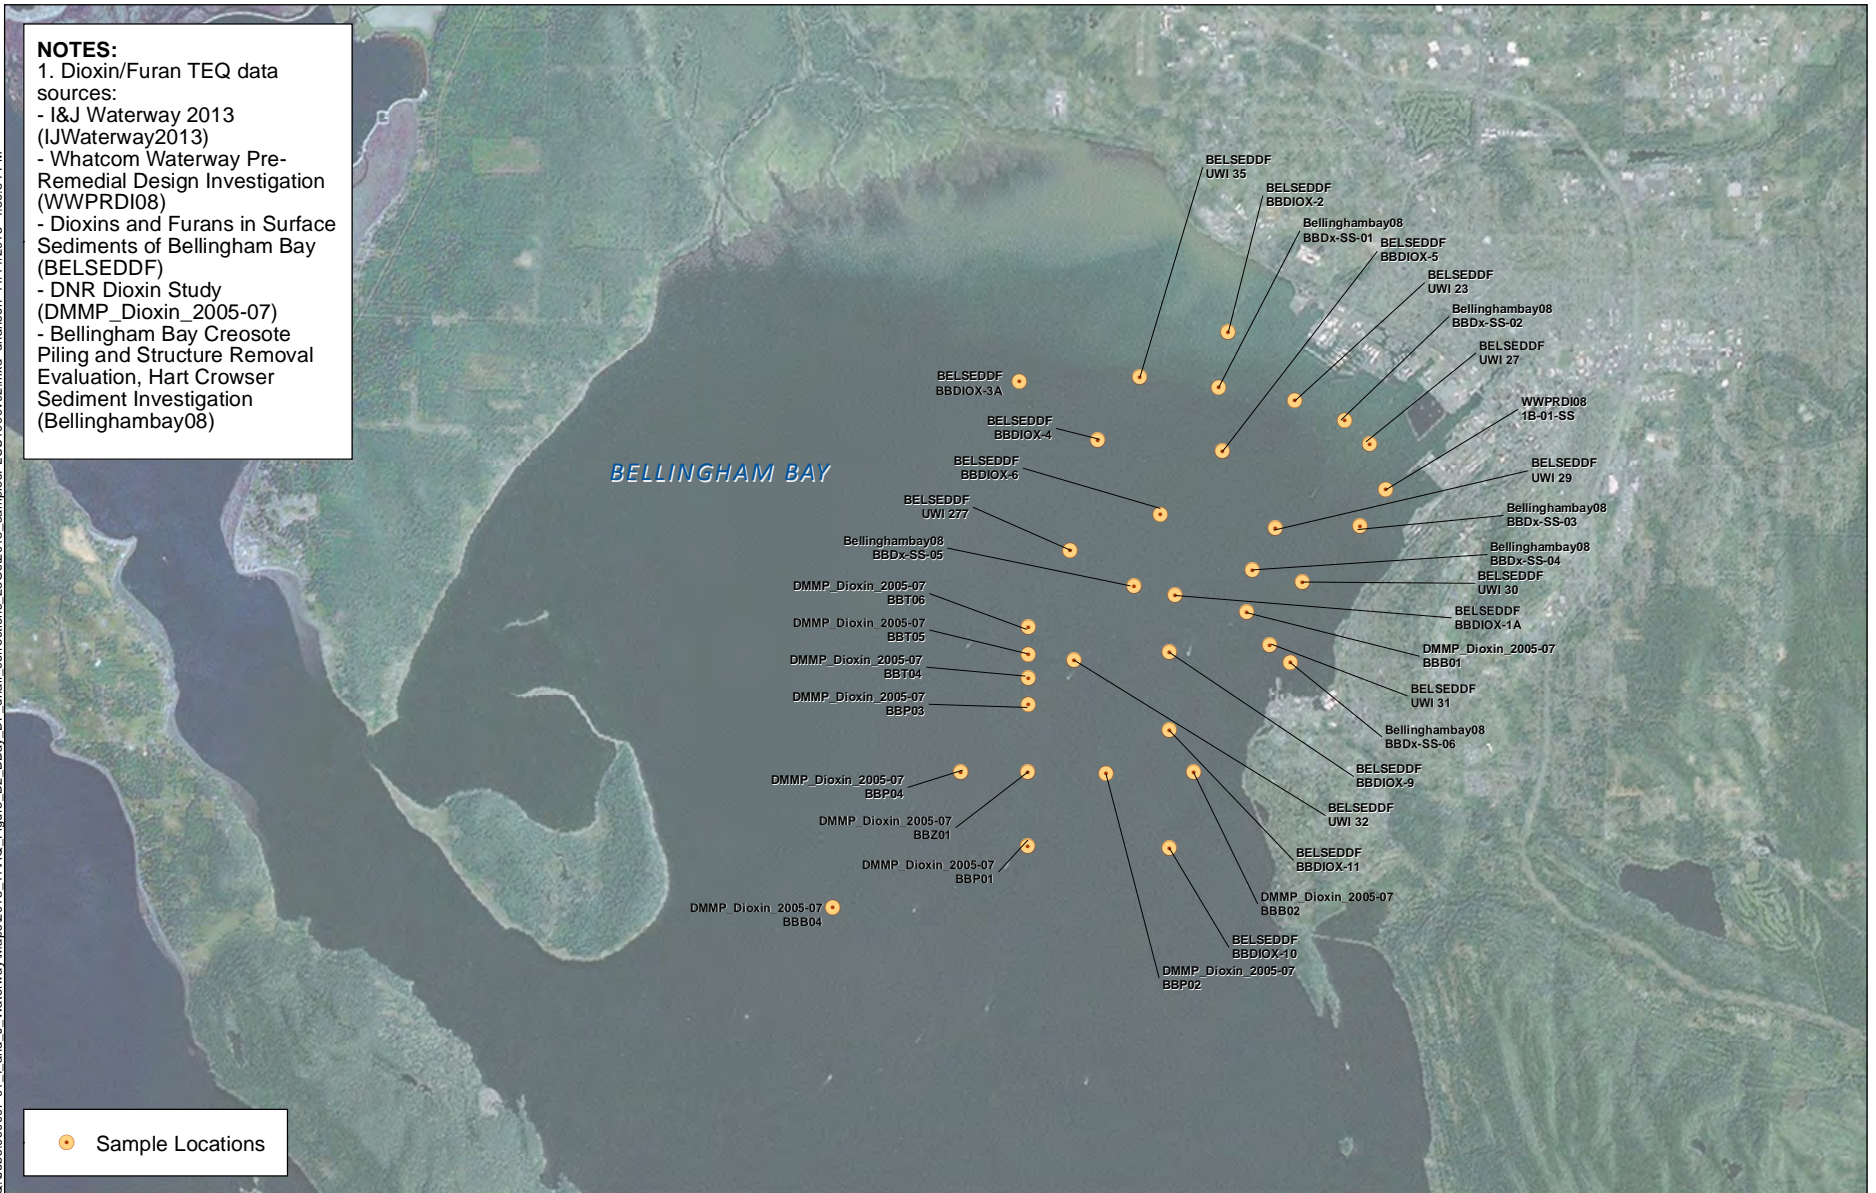 NOTES:
1. Dioxin/Furan TEQ data
sources:
- I&J Waterway 2013
(IJWaterway2013)
- Whatcom Waterway Pre-
Remedial Design Investigation
(WWPRDI08)
- Dioxins and Furans in Surface
Sediments of Bellingham Bay
(BELSEDDF)
- DNR Dioxin Study
(DMMP_Dioxin_2005-07)
- Bellingham Bay Creosote
Piling and Structure Removal
Evaluation, Hart Crowser
Sediment Investigation
(Bellinghambay08)
BELSEDDF
UWI 35
BELSEDDF
BBDIOX-2
Bellinghambay08
BBDx-SS-01
BELSEDDF
BBDIOX-5
BELSEDDF
UWI 23
Bellinghambay08
BBDx-SS-02
BELSEDDF
UWI 27
BELSEDDF
BBDIOX-3A
WWPRDI08
1B-01-SS
BELSEDDF
BBDIOX-4
BELLINGHAM BAY
BELSEDDF
BBDIOX-6
BELSEDDF
UWI 29
BELSEDDF
UWI 277
Bellinghambay08
BBDx-SS-03
Bellinghambay08
BBDx-SS-05
Bellinghambay08
BBDx-SS-04
BELSEDDF
UWI 30
DMMP_Dioxin_2005-07
BBT06
BELSEDDF
BBDIOX-1A
DMMP_Dioxin_2005-07
BBT05
DMMP_Dioxin_2005-07
BBB01
DMMP_Dioxin_2005-07
BBT04
BELSEDDF
UWI 31
DMMP_Dioxin_2005-07
BBP03
Bellinghambay08
BBDx-SS-06
BELSEDDF
BBDIOX-9
DMMP_Dioxin_2005-07
BBP04
BELSEDDF
UWI 32
DMMP_Dioxin_2005-07
BBZ01
BELSEDDF
BBDIOX-11
DMMP_Dioxin_2005-07
BBP01
DMMP_Dioxin_2005-07
BBB02
DMMP_Dioxin_2005-07
BBB04
BELSEDDF
BBDIOX-10
DMMP_Dioxin_2005-07
BBP02
Sample Locations